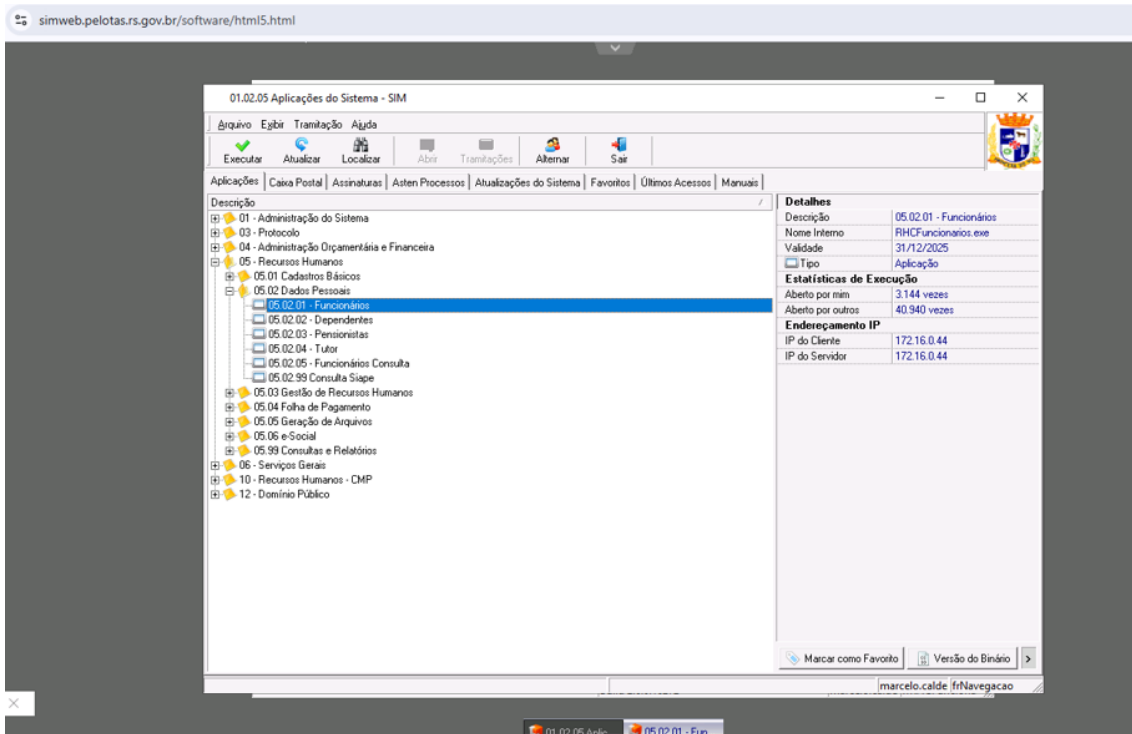 simweb.pelotas.rs.gov.br/software/html5.html
01.02.05 Aplicações do Sistema - SIM
Arquivo Exibir Tramitação Ajuda
Executar Atualizar Localizar Abrir Tramitações Alternar Sair
Aplicações Caixa Postal Assinaturas Asten Processos Atualizações do Sistema Favoritos Últimos Acessos Manuais
Descrição
01 - Administração do Sistema
03 - Protocolo
04 - Administração Orçamentária e Financeira
05 - Recursos Humanos
05.01 Cadastros Básicos
05.02 Dados Pessoais
05.02.01 - Funcionários
05.02.02 - Dependentes
05.02.03 - Pensionistas
05.02.04 - Tutor
05.02.05 - Funcionários Consulta
05.02.99 Consulta Siape
05.03 Gestão de Recursos Humanos
05.04 Folha de Pagamento
05.05 Geração de Arquivos
05.06 e-Social
05.99 Consultas e Relatórios
06 - Serviços Gerais
10 - Recursos Humanos - CMP
12 - Domínio Público
Detalhes
Descrição 05.02.01 - Funcionários
Nome Interno RHCFuncionarios.exe
Validade 31/12/2025
Tipo Aplicação
Estatísticas de Execução
Aberto por mim 3.144 vezes
Aberto por outros 40.940 vezes
Endereçamento IP
IP do Cliente 172.16.0.44
IP do Servidor 172.16.0.44
Marcar como Favorito Versão do Binário >
marcelo.calde frNavegacao
01.02.05 Aplic... 05.02.01 - Fun...